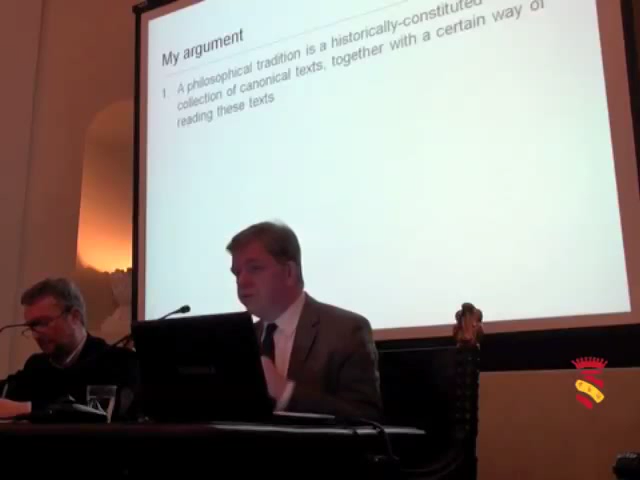 My argument
1. A philosophical tradition is a historically-constituted
collection of canonical texts, together with a certain way of
reading these texts